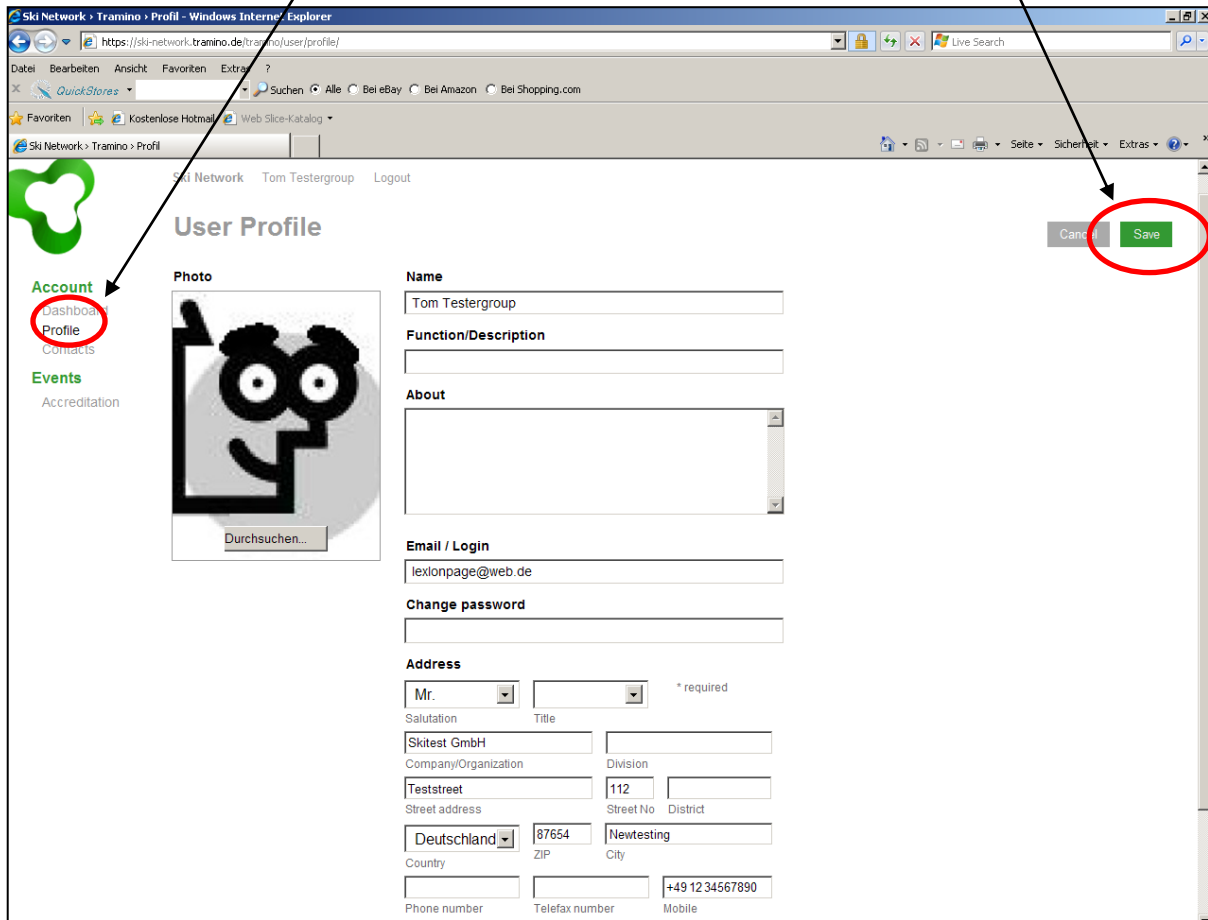 Ski Network › Tramino › Profil - Windows Internet Explorer
https://ski-network.tramino.de/tramino/user/profile/
Live Search
Datei Bearbeiten Ansicht Favoriten Extras ?
X QuickStores Suchen Alle Bei eBay Bei Amazon Bei Shopping.com
Favoriten Kostenlose Hotmail Web Slice-Katalog
Ski Network › Tramino › Profil
Seite Sicherheit Extras
Ski Network Tom Testergroup Logout
User Profile
Cancel Save
Account
Dashboard
Profile
Contacts
Events
Accreditation
Photo
Durchsuchen...
Name
Tom Testergroup
Function/Description
About
Email / Login
lexlonpage@web.de
Change password
Address
Mr. * required
Salutation Title
Skitest GmbH
Company/Organization Division
Teststreet 112
Street address Street No District
Deutschland 87654 Newtesting
Country ZIP City
+49 12 34567890
Phone number Telefax number Mobile